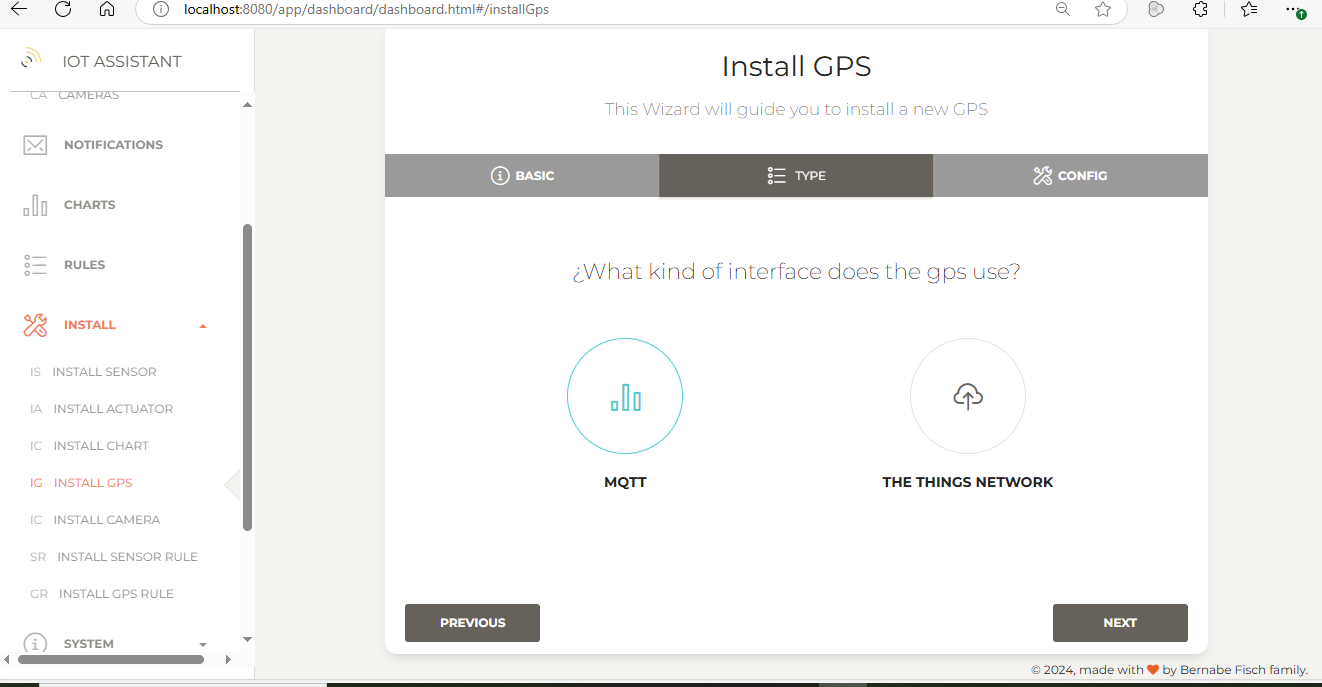 localhost:8080/app/dashboard/dashboard.html#/installGps
IOT ASSISTANT
CA CAMERAS
NOTIFICATIONS
CHARTS
RULES
INSTALL
IS INSTALL SENSOR
IA INSTALL ACTUATOR
IC INSTALL CHART
IG INSTALL GPS
IC INSTALL CAMERA
SR INSTALL SENSOR RULE
GR INSTALL GPS RULE
SYSTEM
Install GPS
This Wizard will guide you to install a new GPS
BASIC
TYPE
CONFIG
¿What kind of interface does the gps use?
MQTT
THE THINGS NETWORK
PREVIOUS
NEXT
© 2024, made with ❤ by Bernabe Fisch family.